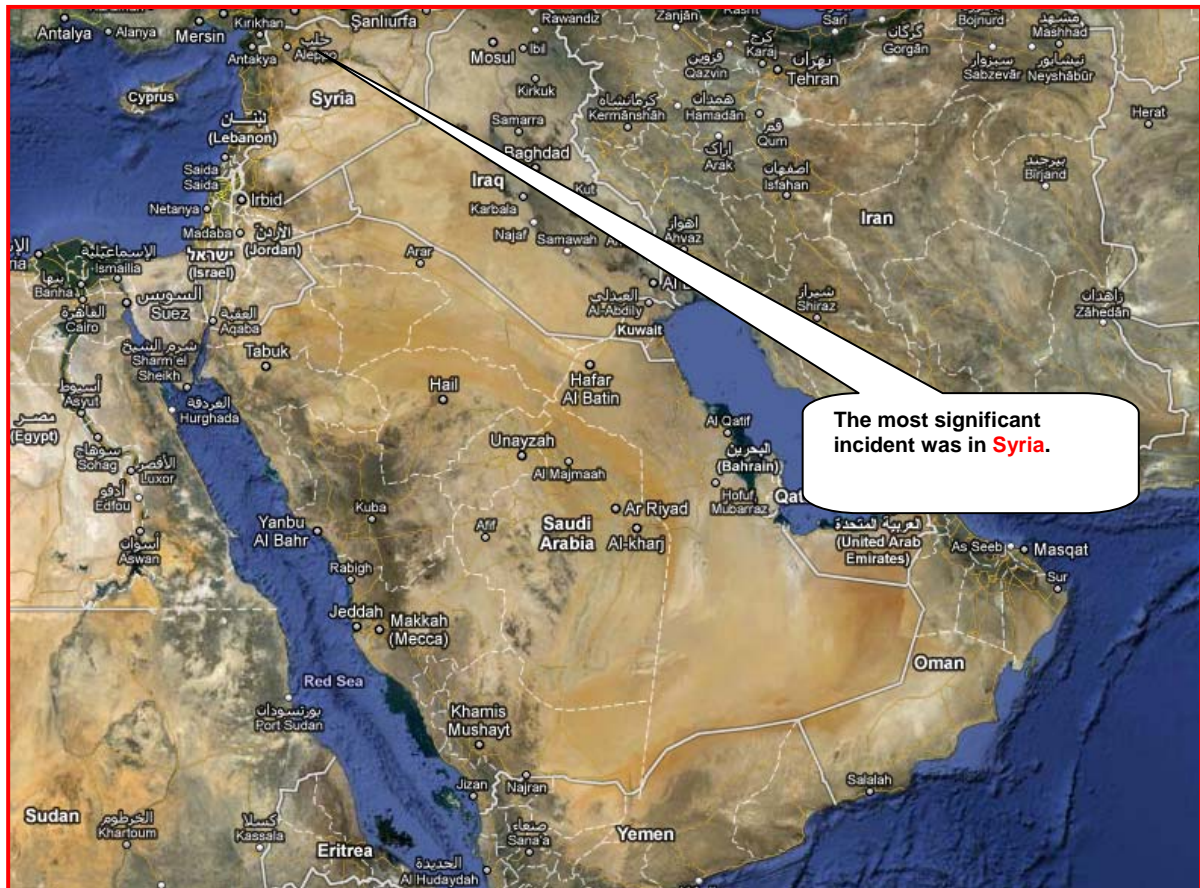 Antalya
Alanya
Mersin
Kirikhan
Şanlıurfa
Rawandiz
Zanjān
Karaj
كرج
Sari
Bojnurd
گرگان
Gorgān
مشهد
Mashhad
Antakya
حلب
Aleppo
Mosul
Ibil
قزوین
Qazvin
تهران
Tehran
سبزوار
Sabzevār
نیشابور
Neyshābūr
Cyprus
Syria
Kirkuk
كرمانشاه
Kermānshāh
همدان
Hamadān
قم
Qum
Herat
لبنان
(Lebanon)
Samarra
Baghdad
اراک
Arak
Saida
Saida
Iraq
Kut
اصفهان
Isfahan
بیرجند
Birjand
Netanya
Irbid
Karbala
Iran
Madaba
الأردن
(Jordan)
Najaf
Samawah
اهواز
Ahvaz
الإسماعيلية
Ismailia
ישראל
(Israel)
Arar
بنها
Banha
السويس
Suez
العبدلي
Al-Abdily
شیراز
Shiraz
زاهدان
Zāhedān
القاهرة
Cairo
العقبة
Aqaba
Kuwait
شرم الشيخ
Sharm el
Sheikh
Tabuk
أسيوط
Asyut
Hail
Hafar
Al Batin
مصر
(Egypt)
الغردقة
Hurghada
The most significant
incident was in Syria.
سوهاج
Sohag
Unayzah
Al Qatif
البحرين
(Bahrain)
الأقصر
Luxor
Al Majmaah
أدفو
Edfou
Hofuf,
Mubarraz
Kuba
Ar Riyad
أسوان
Aswan
Yanbu
Al Bahr
Afif
Saudi
Arabia
Al-kharj
العربية المتحدة
(United Arab
Emirates)
As Seeb
Masqat
Rabigh
Sur
Jeddah
Makkah
(Mecca)
Oman
Red Sea
بورتسودان
Port Sudan
Khamis
Mushayt
Jizan
Najran
Salalah
Sudan
الخرطوم
Khartoum
كسلا
Kassala
صنعاء
Sana'a
Yemen
Eritrea
الحديدة
Al Hudaydah